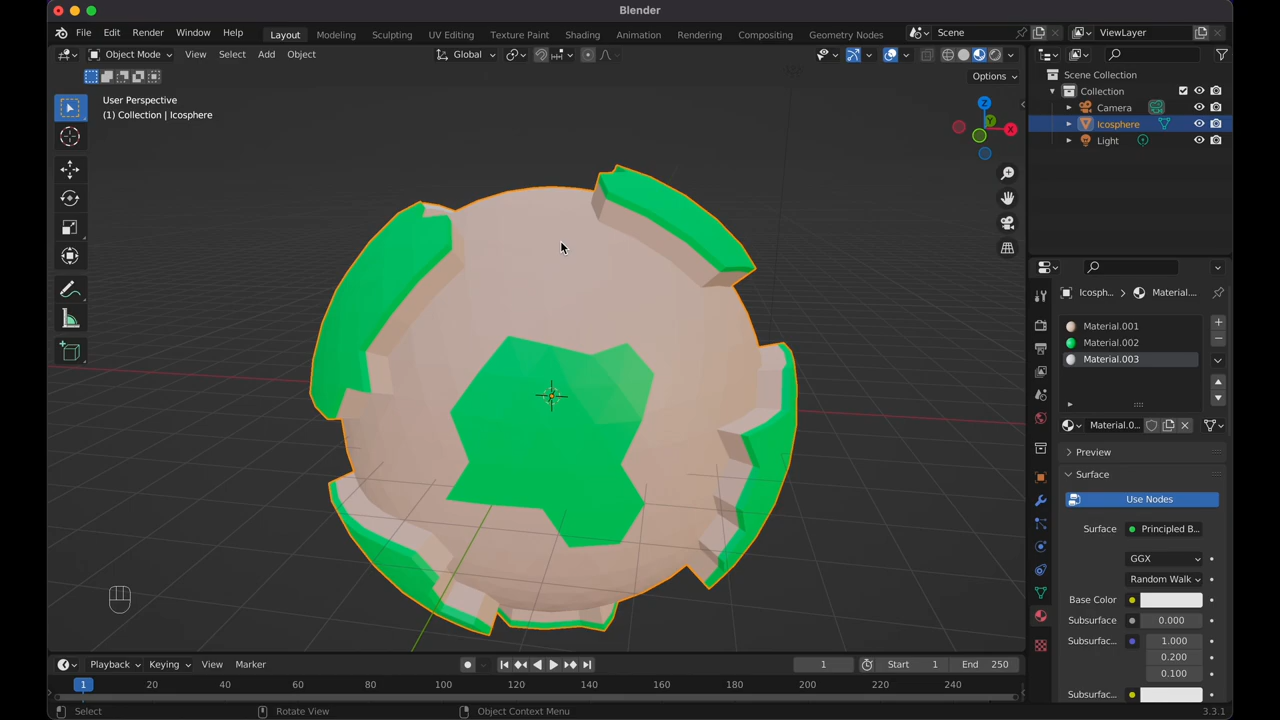 Blender
File Edit Render Window Help Layout Modeling Sculpting UV Editing Texture Paint Shading Animation Rendering Compositing Geometry Nodes Scene ViewLayer
Object Mode View Select Add Object Global
Options
User Perspective
(1) Collection | Icosphere
Z
Y
X
Scene Collection
Collection
Camera
Icosphere
Light
Icosph... Material....
Material.001
Material.002
Material.003
Material.0...
Preview
Surface
Use Nodes
Surface Principled B...
GGX
Random Walk
Base Color
Subsurface 0.000
Subsurfac... 1.000
0.200
0.100
Subsurfac...
Playback Keying View Marker 1 Start 1 End 250
1 20 40 60 80 100 120 140 160 180 200 220 240
Select Rotate View Object Context Menu 3.3.1